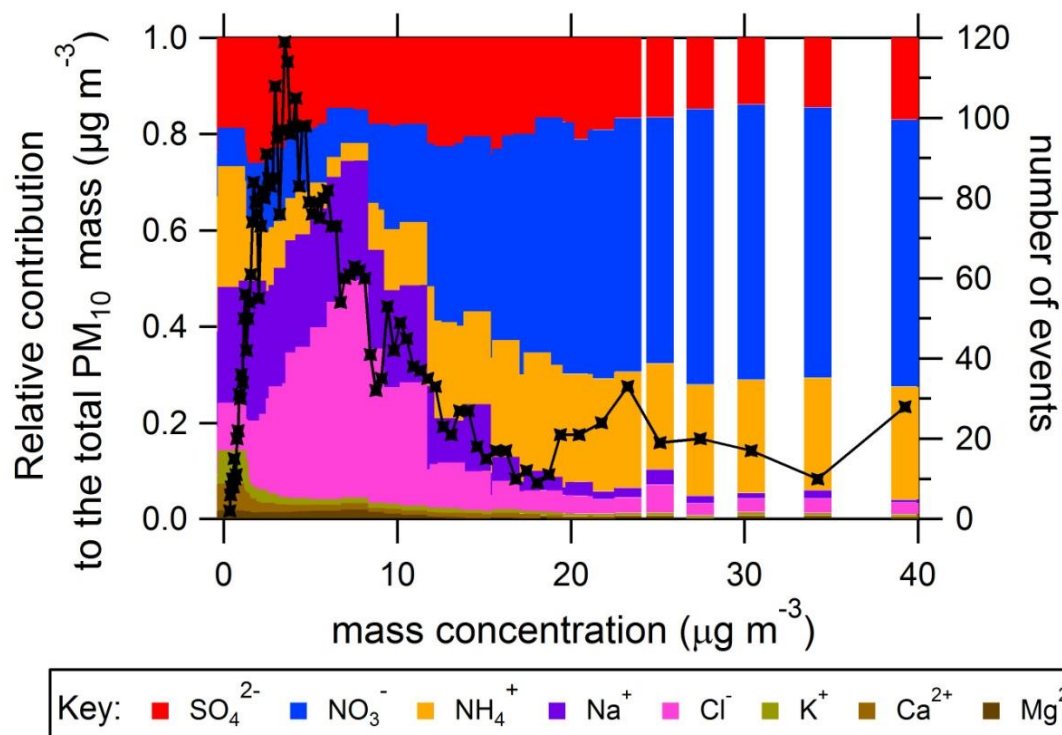 Relative contribution
to the total PM₁₀ mass (µg m⁻³)
1.0
0.8
0.6
0.4
0.2
0.0
120
100
80
60
40
20
0
number of events
0 10 20 30 40
mass concentration (µg m⁻³)
Key: SO₄²⁻ NO₃⁻ NH₄⁺ Na⁺ Cl⁻ K⁺ Ca²⁺ Mg²